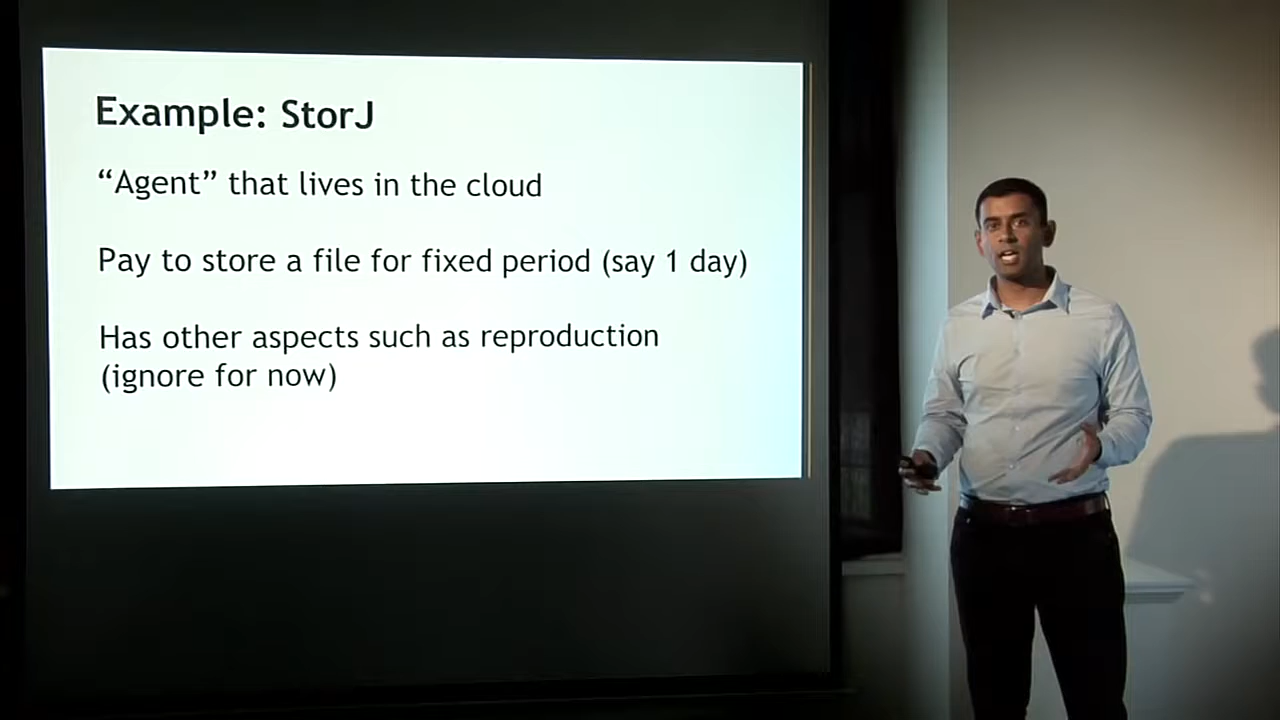 Example: StorJ
“Agent” that lives in the cloud
Pay to store a file for fixed period (say 1 day)
Has other aspects such as reproduction
(ignore for now)